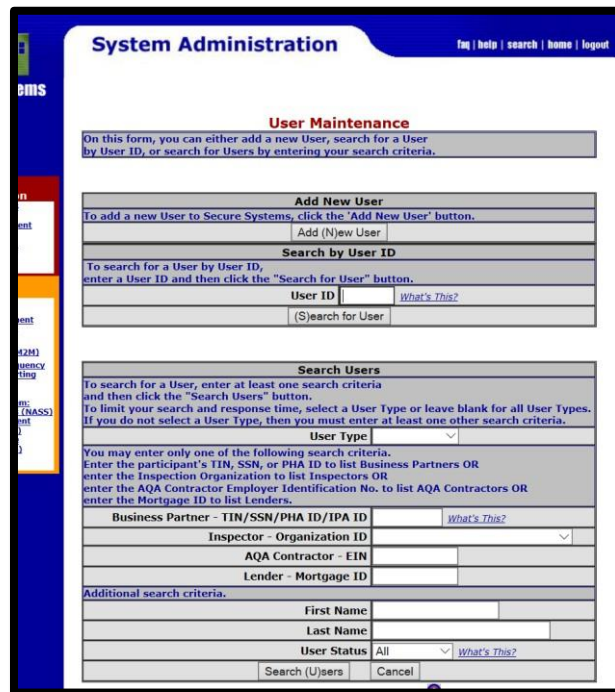 System Administration
faq | help | search | home | logout
ems
User Maintenance
On this form, you can either add a new User, search for a User
by User ID, or search for Users by entering your search criteria.
n
ent
Add New User
To add a new User to Secure Systems, click the 'Add New User' button.
Add (N)ew User
Search by User ID
To search for a User by User ID,
enter a User ID and then click the "Search for User" button.
User ID What's This?
(S)earch for User
ent
M2M)
uency
rting
m:
(NASS)
ent
)
)
Search Users
To search for a User, enter at least one search criteria
and then click the "Search Users" button.
To limit your search and response time, select a User Type or leave blank for all User Types.
If you do not select a User Type, then you must enter at least one other search criteria.
User Type
You may enter only one of the following search criteria.
Enter the participant's TIN, SSN, or PHA ID to list Business Partners OR
enter the Inspection Organization to list Inspectors OR
enter the AQA Contractor Employer Identification No. to list AQA Contractors OR
enter the Mortgage ID to list Lenders.
Business Partner - TIN/SSN/PHA ID/IPA ID What's This?
Inspector - Organization ID
AQA Contractor - EIN
Lender - Mortgage ID
Additional search criteria.
First Name
Last Name
User Status All What's This?
Search (U)sers Cancel